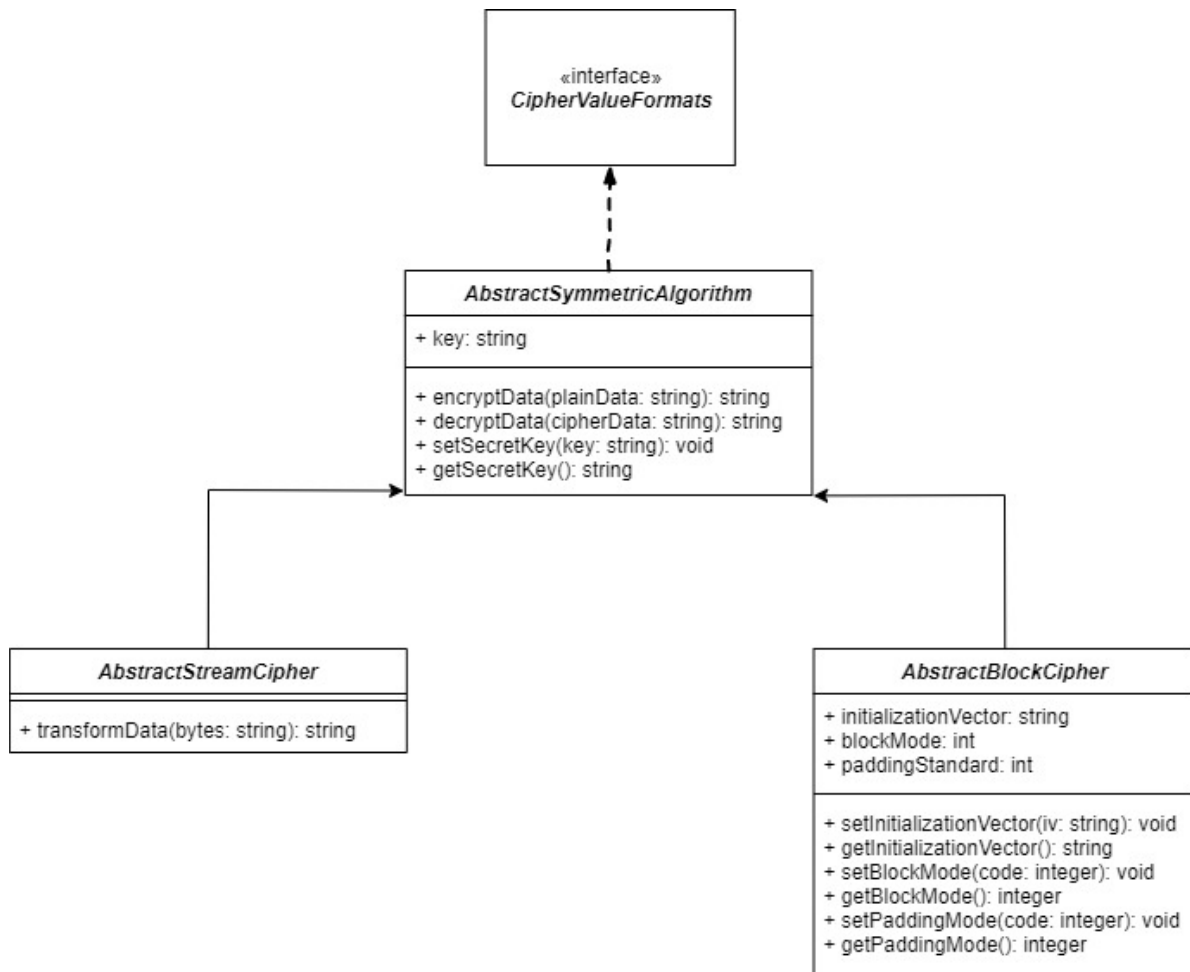 «interface»
CipherValueFormats
AbstractSymmetricAlgorithm
+ key: string
+ encryptData(plainData: string): string
+ decryptData(cipherData: string): string
+ setSecretKey(key: string): void
+ getSecretKey(): string
AbstractStreamCipher
+ transformData(bytes: string): string
AbstractBlockCipher
+ initializationVector: string
+ blockMode: int
+ paddingStandard: int
+ setInitializationVector(iv: string): void
+ getInitializationVector(): string
+ setBlockMode(code: integer): void
+ getBlockMode(): integer
+ setPaddingMode(code: integer): void
+ getPaddingMode(): integer